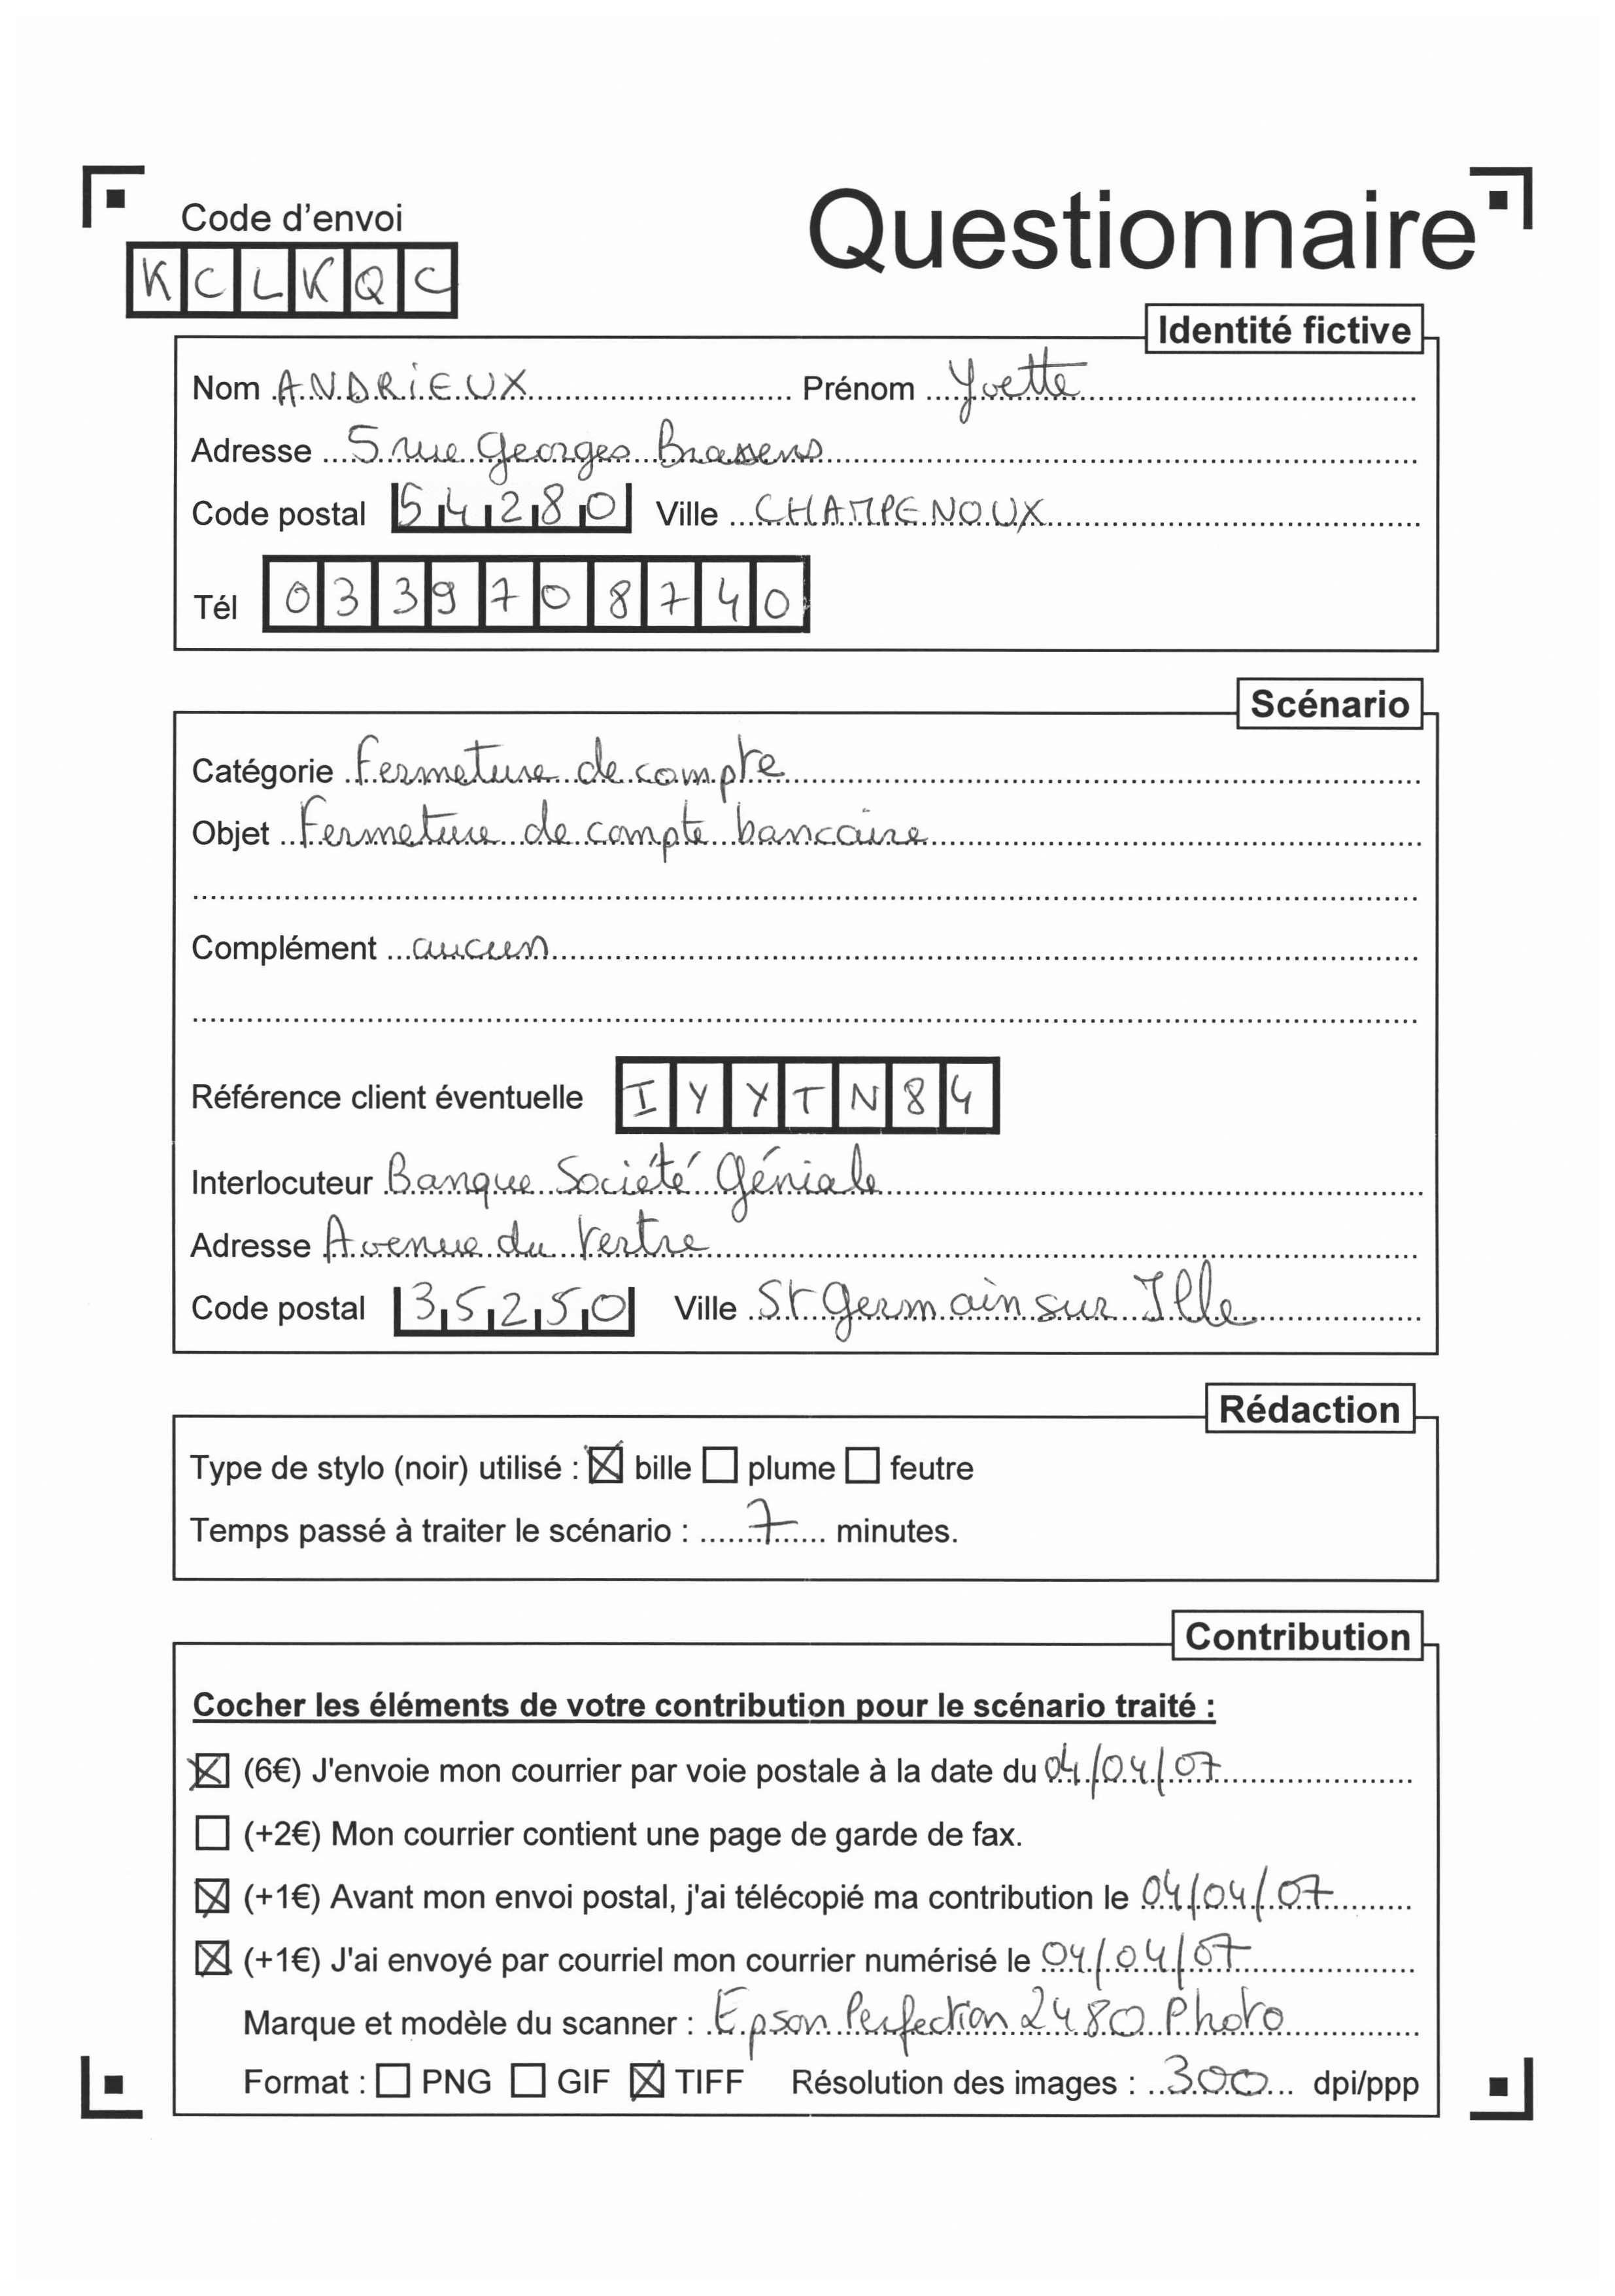 Code d'envoi
Questionnaire
KCLKQC
Identité fictive
Nom ANDRiEUX Prénom Yvette
Adresse 5 rue Georges Brassens
Code postal 54280 Ville CHAMPENOUX
Tél 0339708740
Scénario
Catégorie Fermeture de compte
Objet Fermeture de compte bancaire
Complément aucun
Référence client éventuelle IYYTN84
Interlocuteur Banque Société Géniale
Adresse Avenue du Vertre
Code postal 35250 Ville St Germain sur Ille
Rédaction
Type de stylo (noir) utilisé : ☒ bille ☐ plume ☐ feutre
Temps passé à traiter le scénario : 7 minutes.
Contribution
Cocher les éléments de votre contribution pour le scénario traité :
☒ (6€) J'envoie mon courrier par voie postale à la date du 04/04/07
☐ (+2€) Mon courrier contient une page de garde de fax.
☒ (+1€) Avant mon envoi postal, j'ai télécopié ma contribution le 04/04/07
☒ (+1€) J'ai envoyé par courriel mon courrier numérisé le 04/04/07
Marque et modèle du scanner : Epson Perfection 2480 Photo
Format : ☐ PNG ☐ GIF ☒ TIFF Résolution des images : 300 dpi/ppp